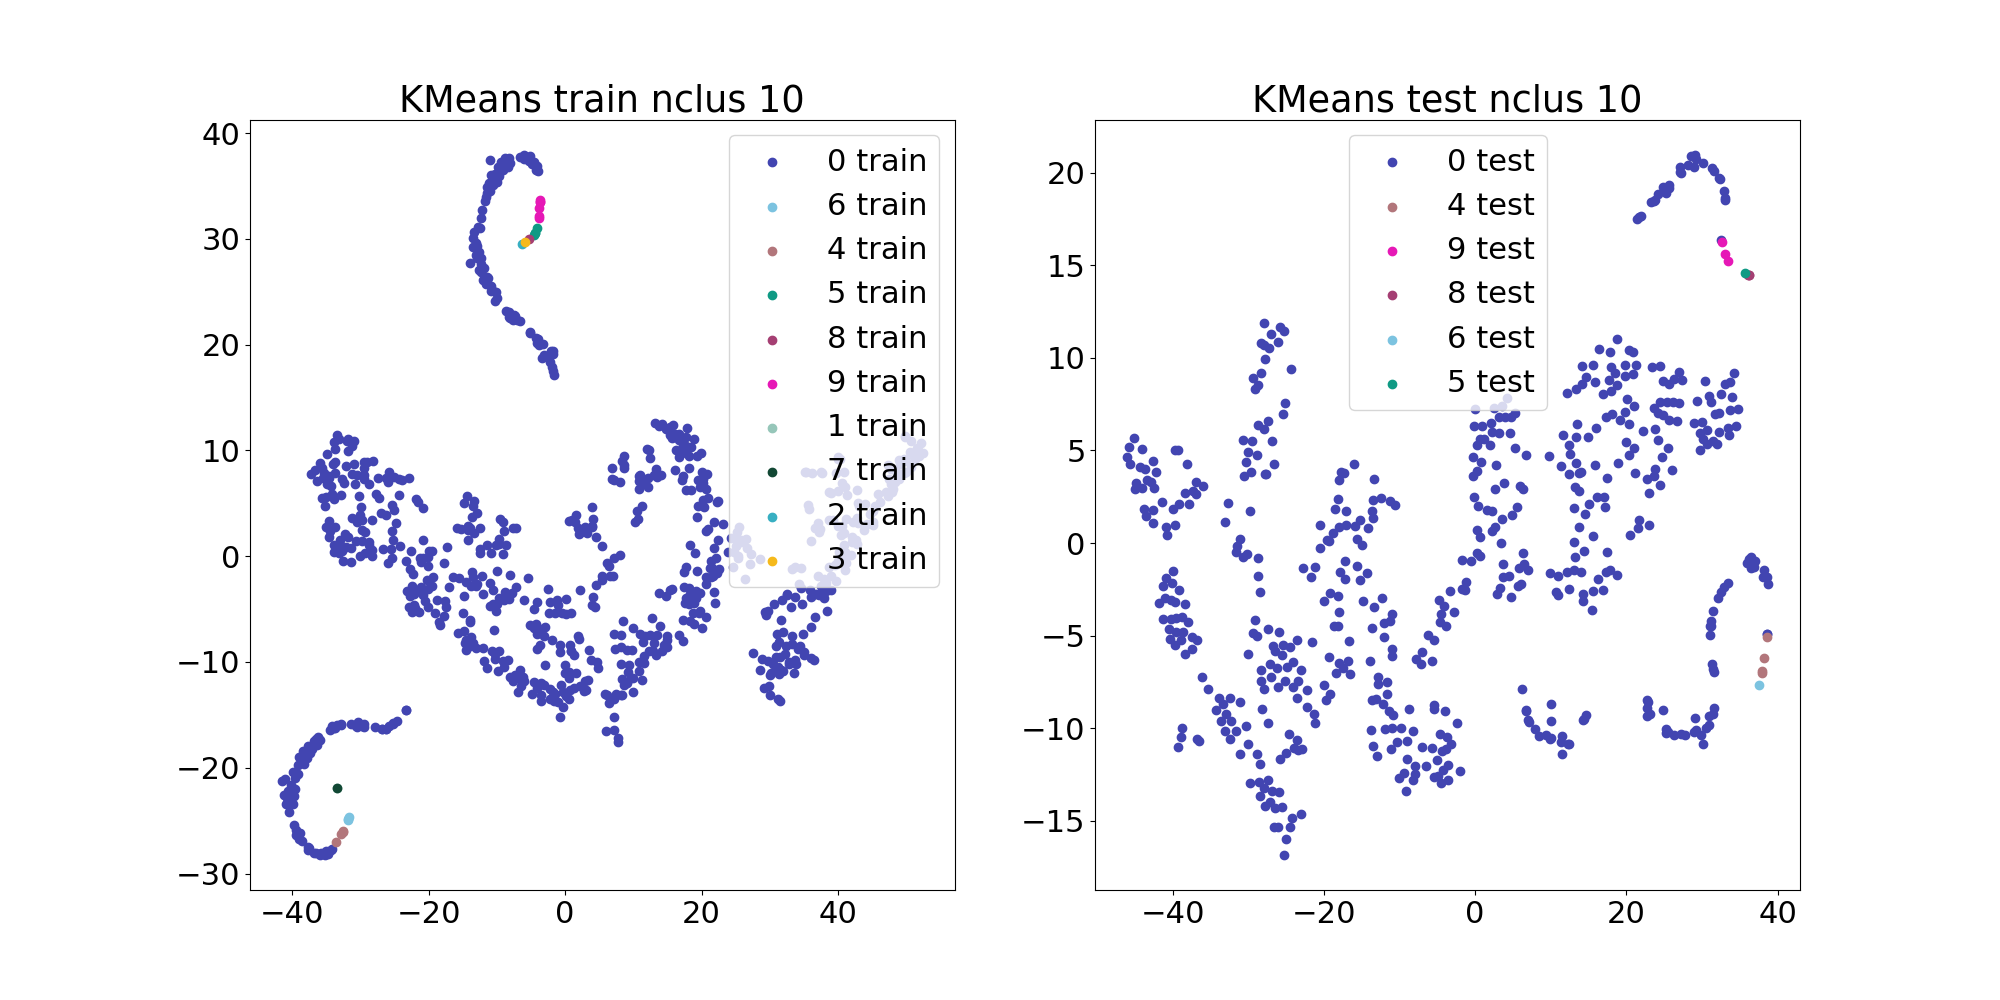 KMeans train nclus 10
40
30
20
10
0
−10
−20
−30
−40
−20
0
20
40
0 train
6 train
4 train
5 train
8 train
9 train
1 train
7 train
2 train
3 train
KMeans test nclus 10
20
15
10
5
0
−5
−10
−15
−40
−20
0
20
40
0 test
4 test
9 test
8 test
6 test
5 test